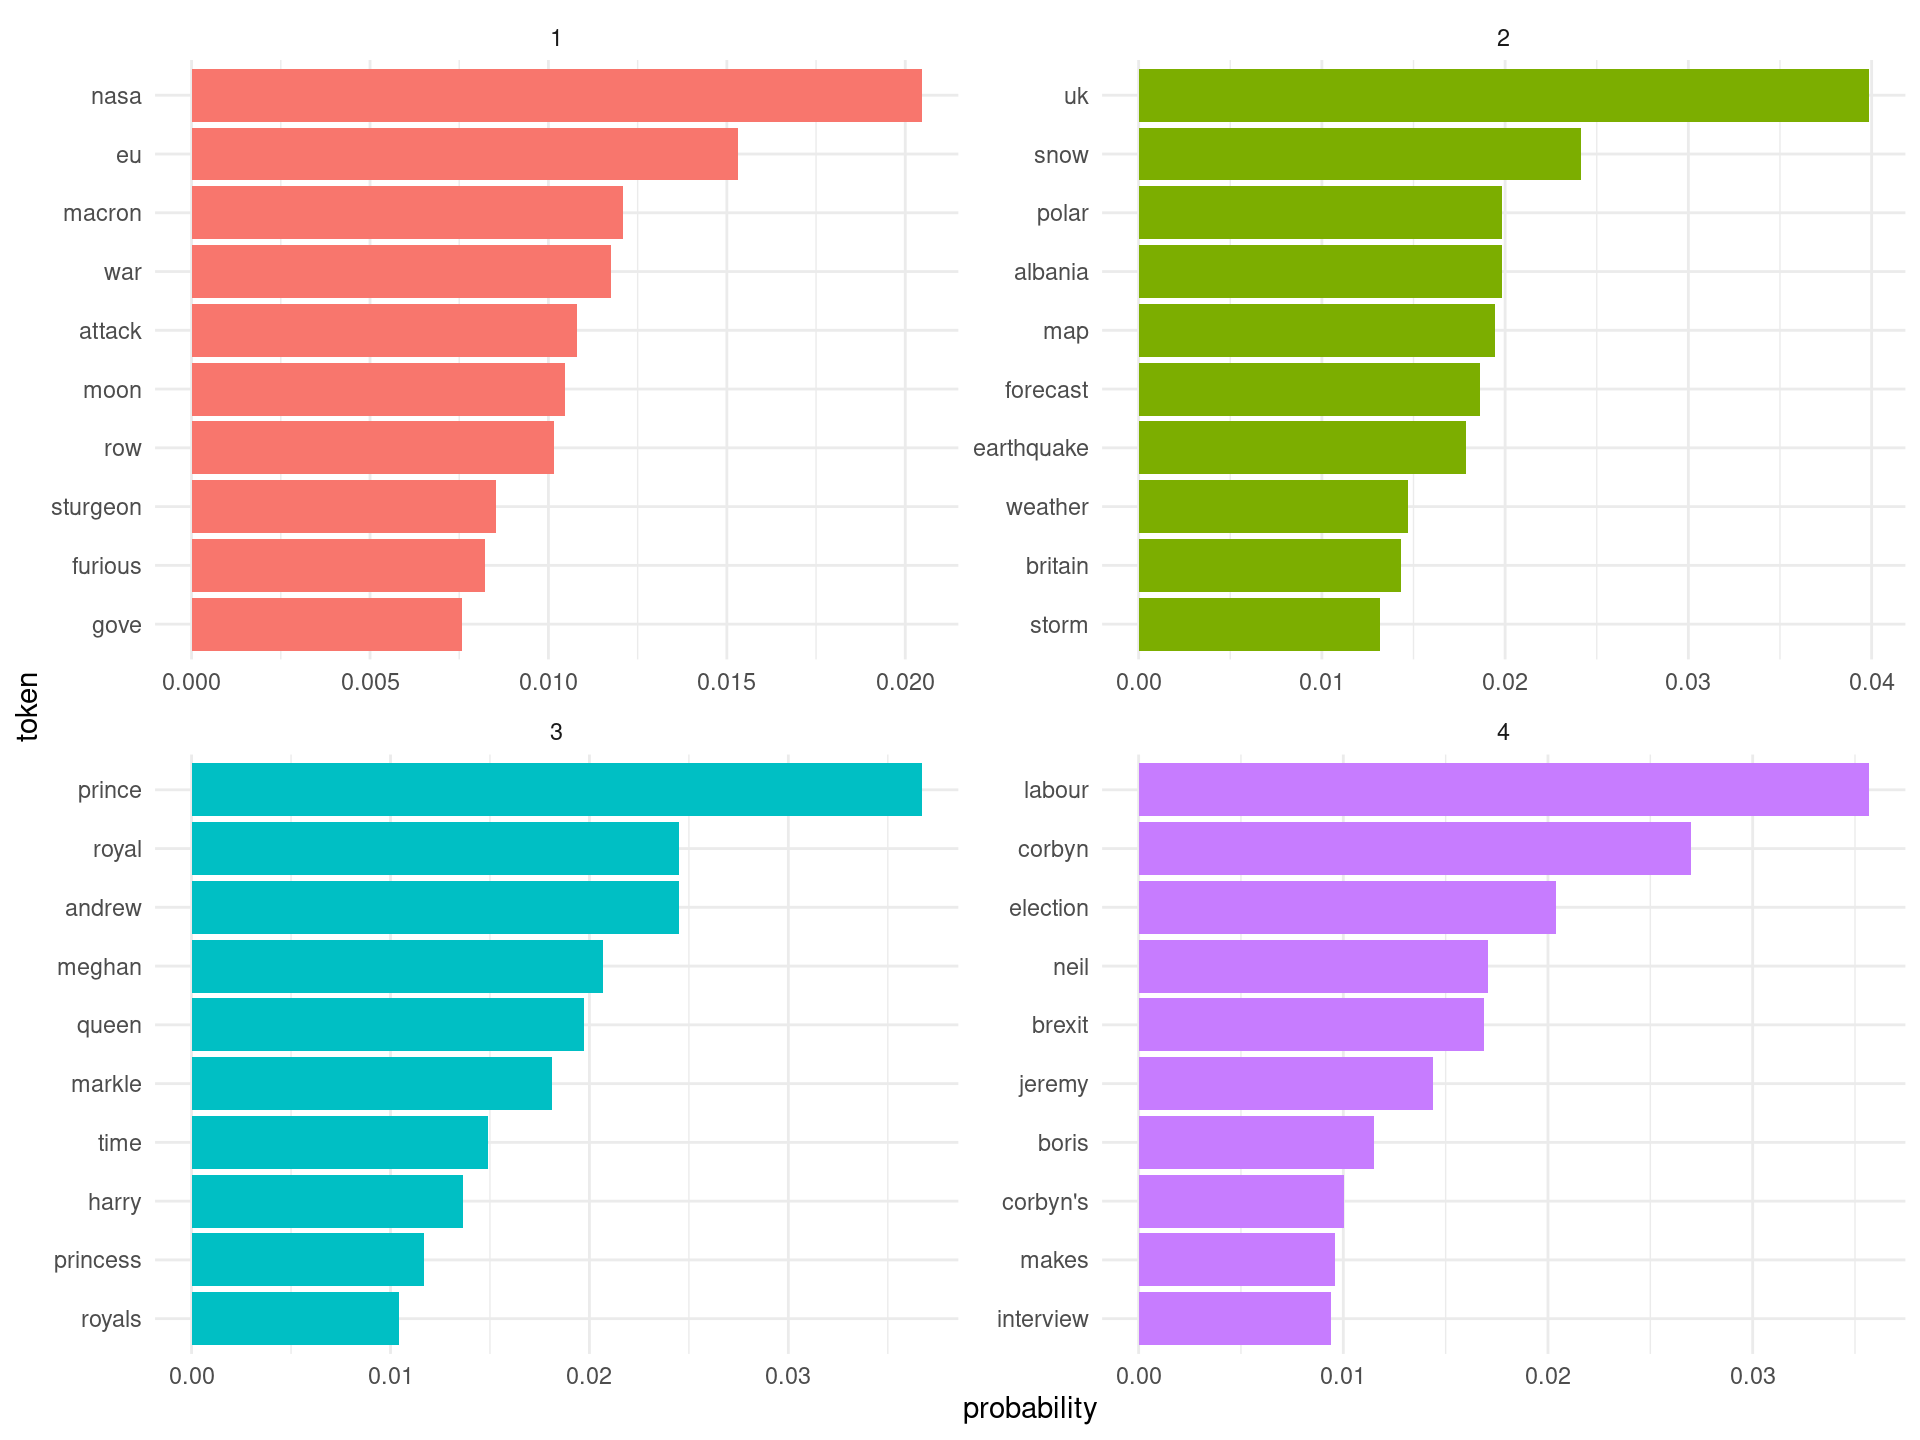 1
nasa
eu
macron
war
attack
moon
row
sturgeon
furious
gove
0.000 0.005 0.010 0.015 0.020
2
uk
snow
polar
albania
map
forecast
earthquake
weather
britain
storm
0.00 0.01 0.02 0.03 0.04
token
3
prince
royal
andrew
meghan
queen
markle
time
harry
princess
royals
0.00 0.01 0.02 0.03
4
labour
corbyn
election
neil
brexit
jeremy
boris
corbyn's
makes
interview
0.00 0.01 0.02 0.03
probability